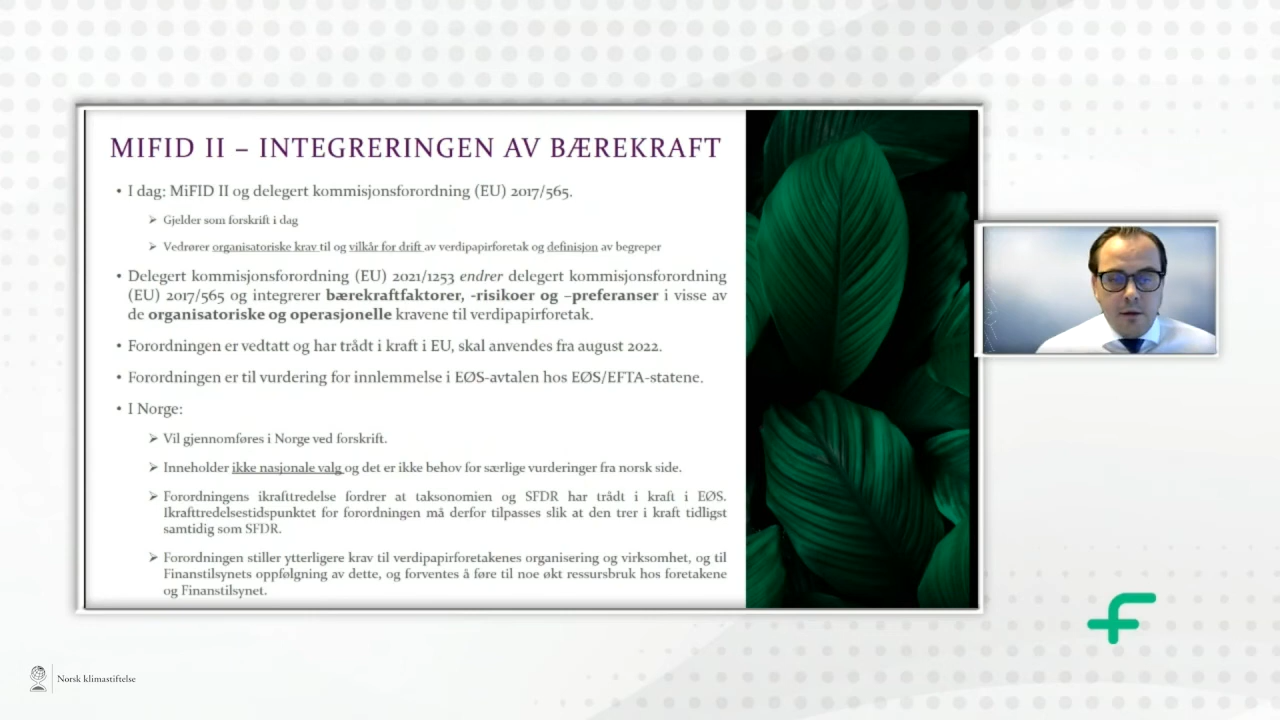 MIFID II – INTEGRERINGEN AV BÆREKRAFT
• I dag: MiFID II og delegert kommisjonsforordning (EU) 2017/565.
➢ Gjelder som forskrift i dag
➢ Vedrører organisatoriske krav til og vilkår for drift av verdipapirforetak og definisjon av begreper
• Delegert kommisjonsforordning (EU) 2021/1253 endrer delegert kommisjonsforordning
(EU) 2017/565 og integrerer bærekraftfaktorer, -risikoer og –preferanser i visse av
de organisatoriske og operasjonelle kravene til verdipapirforetak.
• Forordningen er vedtatt og har trådt i kraft i EU, skal anvendes fra august 2022.
• Forordningen er til vurdering for innlemmelse i EØS-avtalen hos EØS/EFTA-statene.
• I Norge:
➢ Vil gjennomføres i Norge ved forskrift.
➢ Inneholder ikke nasjonale valg og det er ikke behov for særlige vurderinger fra norsk side.
➢ Forordningens ikrafttredelse fordrer at taksonomien og SFDR har trådt i kraft i EØS.
Ikrafttredelsestidspunktet for forordningen må derfor tilpasses slik at den trer i kraft tidligst
samtidig som SFDR.
➢ Forordningen stiller ytterligere krav til verdipapirforetakenes organisering og virksomhet, og til
Finanstilsynets oppfølgning av dette, og forventes å føre til noe økt ressursbruk hos foretakene
og Finanstilsynet.
Norsk klimastiftelse